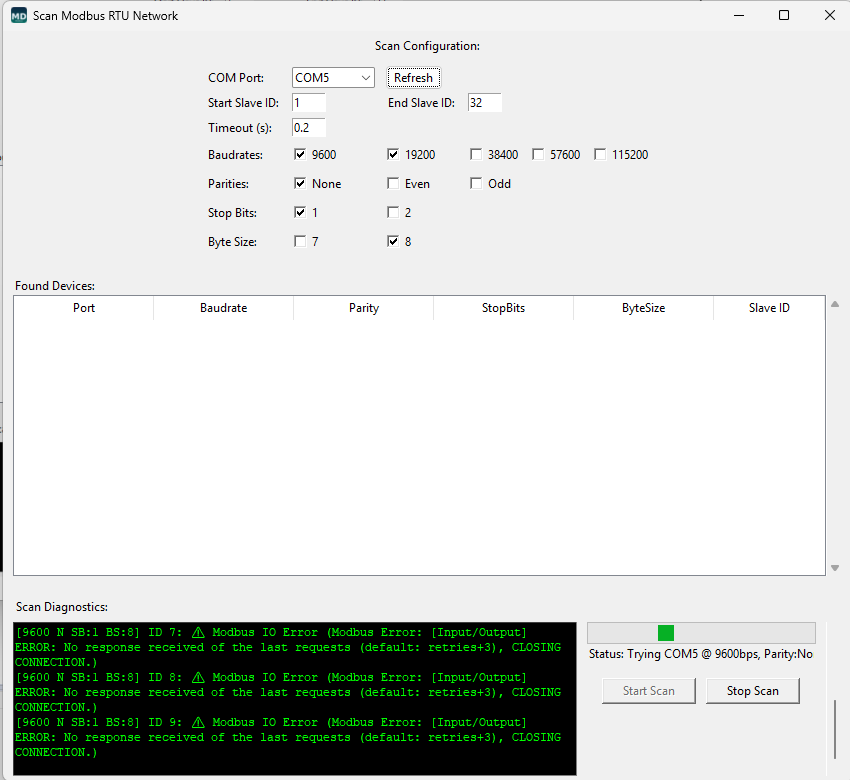 MD Scan Modbus RTU Network
Scan Configuration:
COM Port: COM5 Refresh
Start Slave ID: 1 End Slave ID: 32
Timeout (s): 0.2
Baudrates: 9600 19200 38400 57600 115200
Parities: None Even Odd
Stop Bits: 1 2
Byte Size: 7 8
Found Devices:
Port Baudrate Parity StopBits ByteSize Slave ID
Scan Diagnostics:
[9600 N SB:1 BS:8] ID 7: ⚠ Modbus IO Error (Modbus Error: [Input/Output]
ERROR: No response received of the last requests (default: retries+3), CLOSING
CONNECTION.)
[9600 N SB:1 BS:8] ID 8: ⚠ Modbus IO Error (Modbus Error: [Input/Output]
ERROR: No response received of the last requests (default: retries+3), CLOSING
CONNECTION.)
[9600 N SB:1 BS:8] ID 9: ⚠ Modbus IO Error (Modbus Error: [Input/Output]
ERROR: No response received of the last requests (default: retries+3), CLOSING
CONNECTION.)
Status: Trying COM5 @ 9600bps, Parity:No
Start Scan Stop Scan